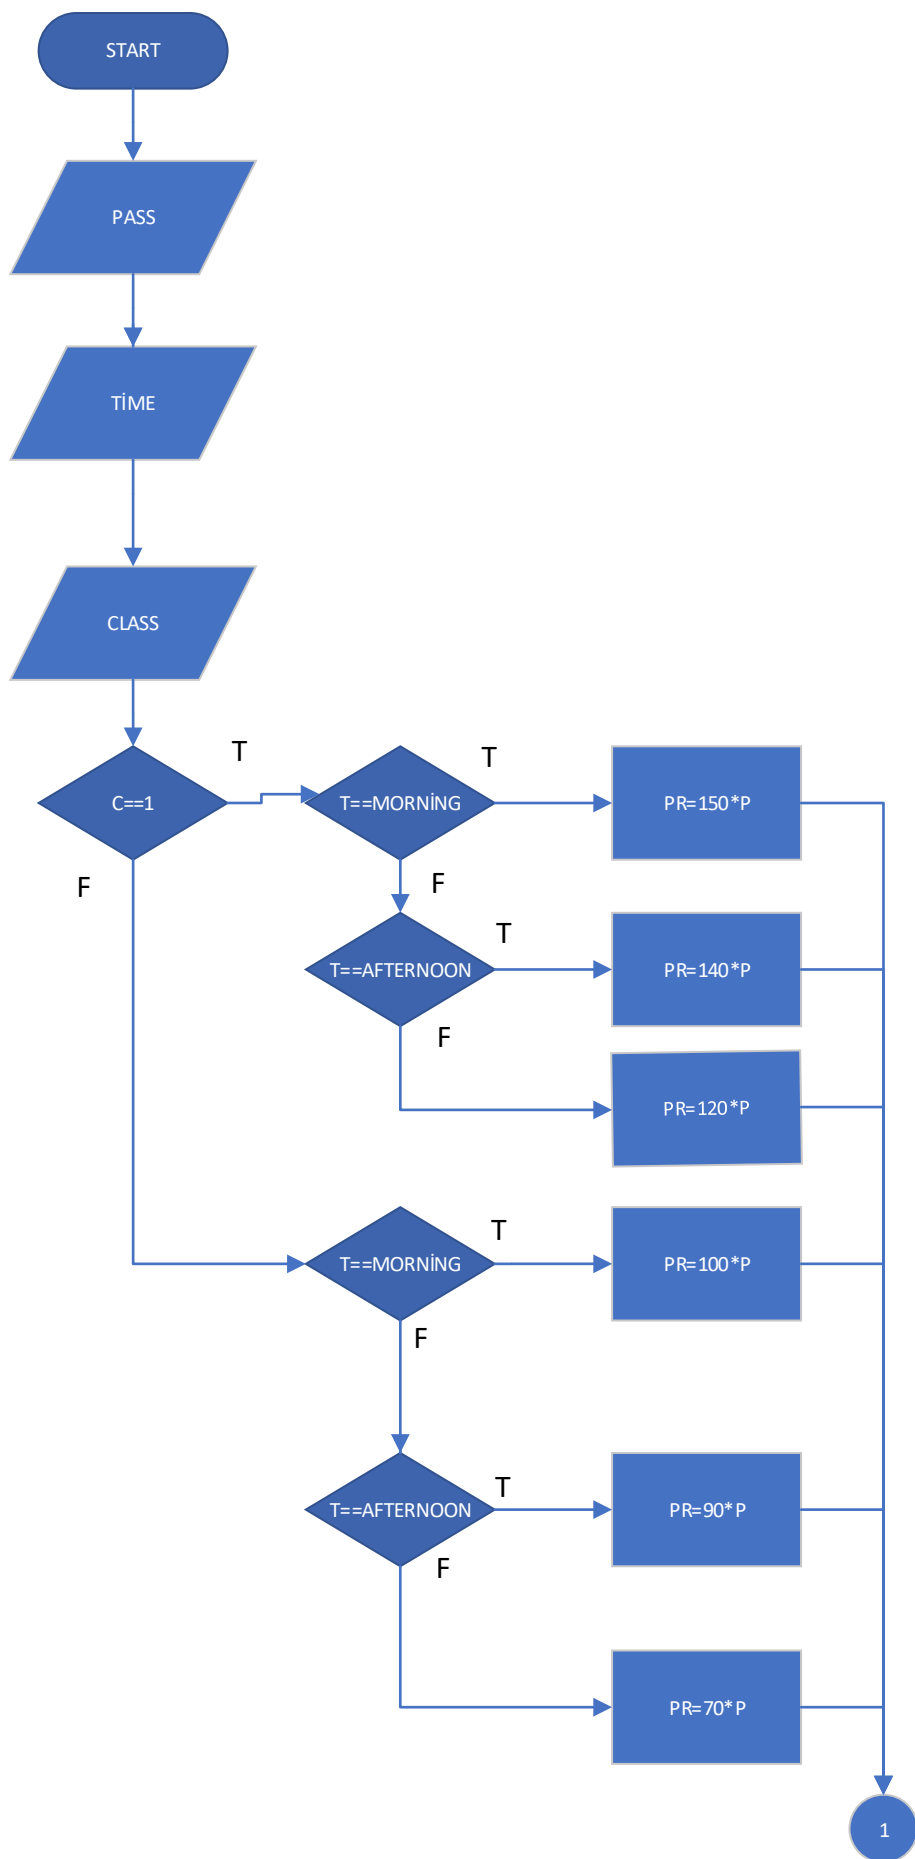 START
PASS
TİME
CLASS
C==1
T
F
T==MORNİNG
T
F
PR=150*P
T==AFTERNOON
T
F
PR=140*P
PR=120*P
T==MORNİNG
T
F
PR=100*P
T==AFTERNOON
T
F
PR=90*P
PR=70*P
1